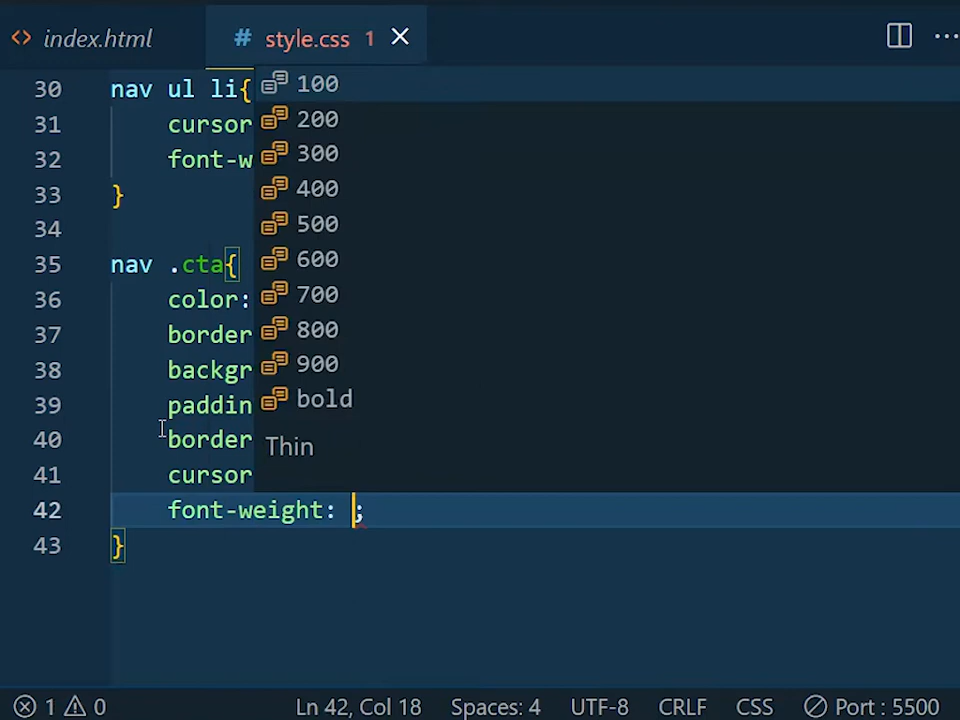 <> index.html # style.css 1 ×
30 nav ul li{
31 cursor
32 font-w
33 }
34
35 nav .cta{
36 color:
37 border
38 backgr
39 paddin
40 border
41 cursor
42 font-weight: ;
43 }
100
200
300
400
500
600
700
800
900
bold
Thin
1 0 Ln 42, Col 18 Spaces: 4 UTF-8 CRLF CSS Port : 5500